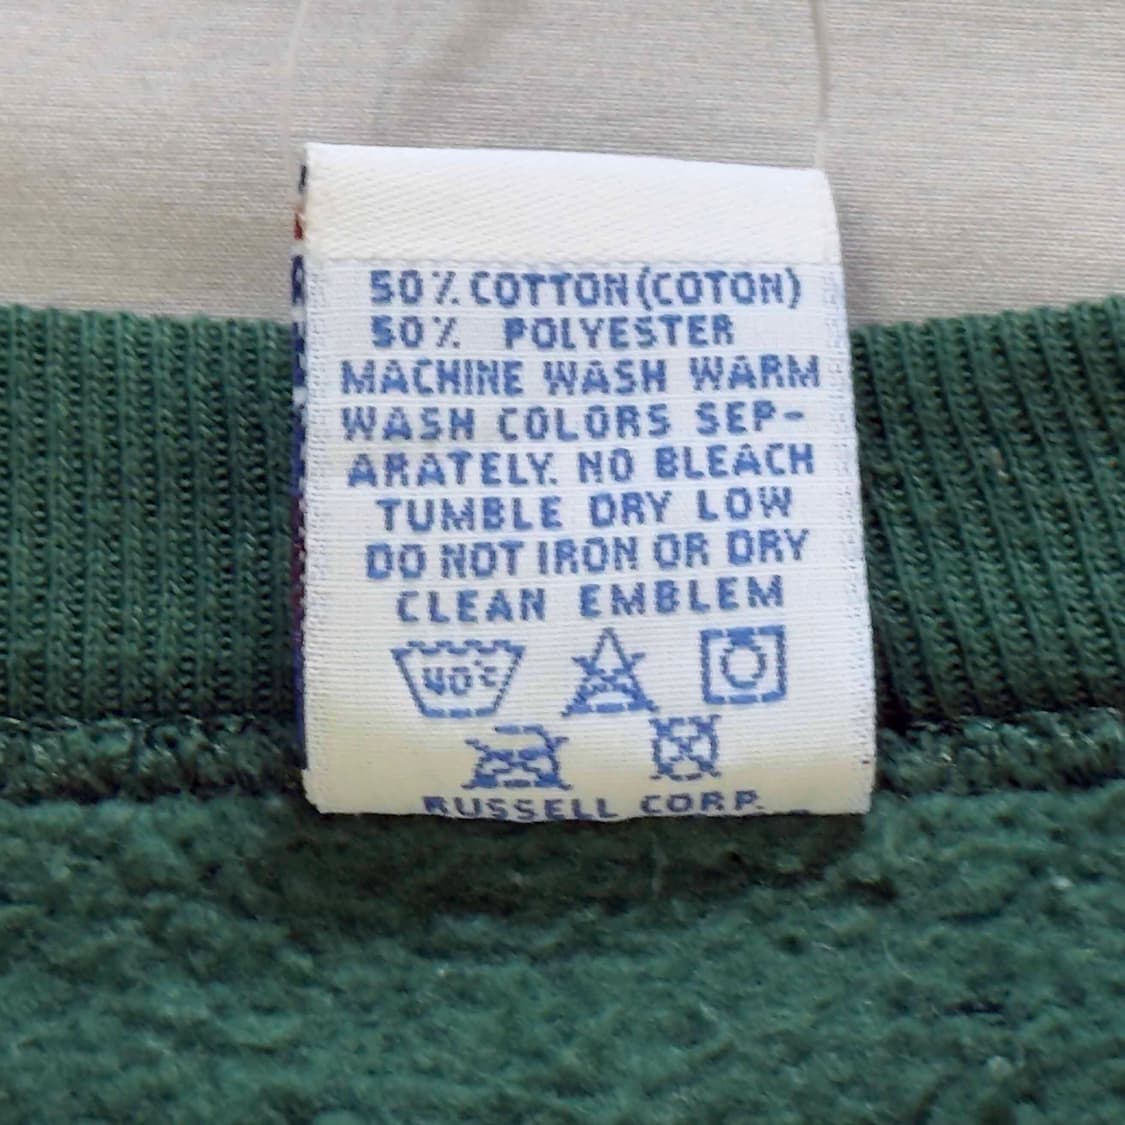 50% COTTON (COTON)
50% POLYESTER
MACHINE WASH WARM
WASH COLORS SEP-
ARATELY. NO BLEACH
TUMBLE DRY LOW
DO NOT IRON OR DRY
CLEAN EMBLEM
40°C
RUSSELL CORP.